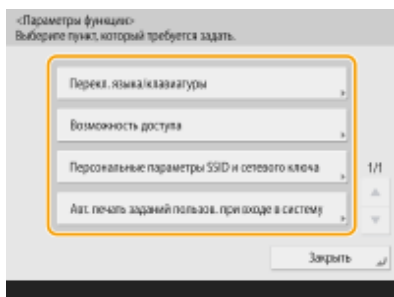 <Параметры функции>
Выберите пункт, который требуется задать.
Перекл. языка/клавиатуры
Возможность доступа
Персональные параметры SSID и сетевого ключа
1/1
Авт. печать заданий пользов. при входе в систему
Закрыть